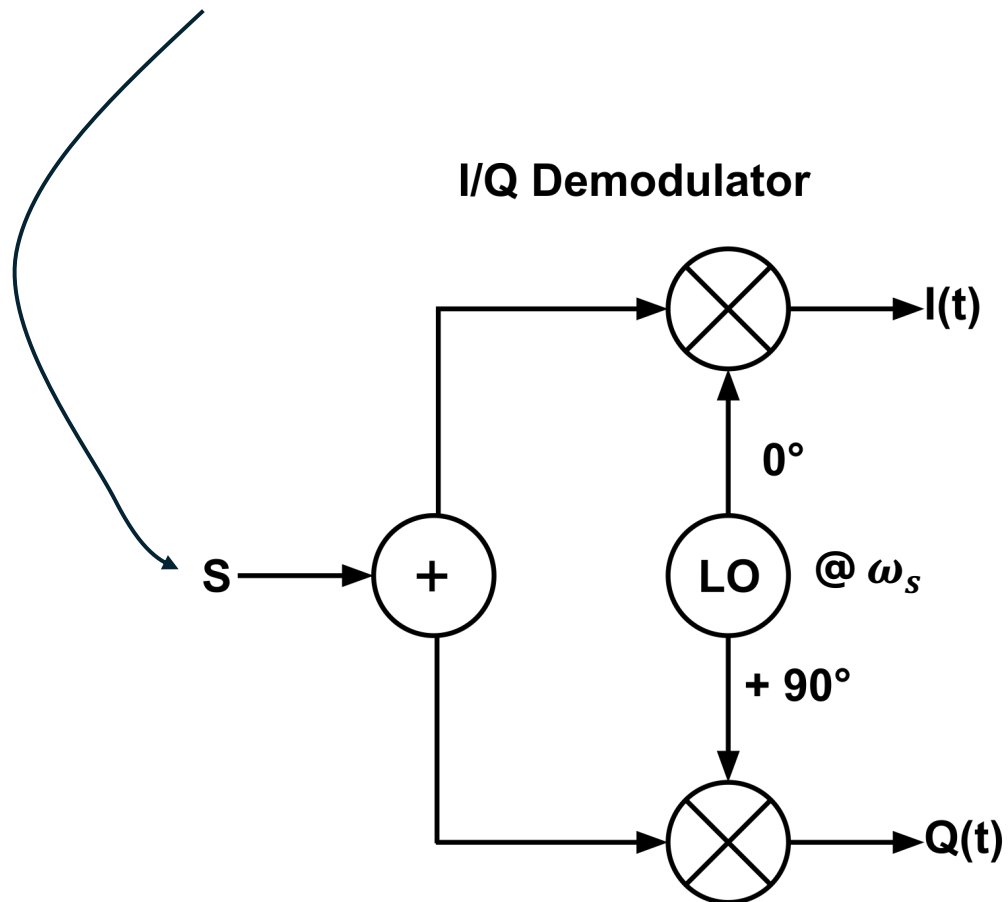 I/Q Demodulator
I(t)
0°
S
+
LO
@ ωₛ
+ 90°
Q(t)